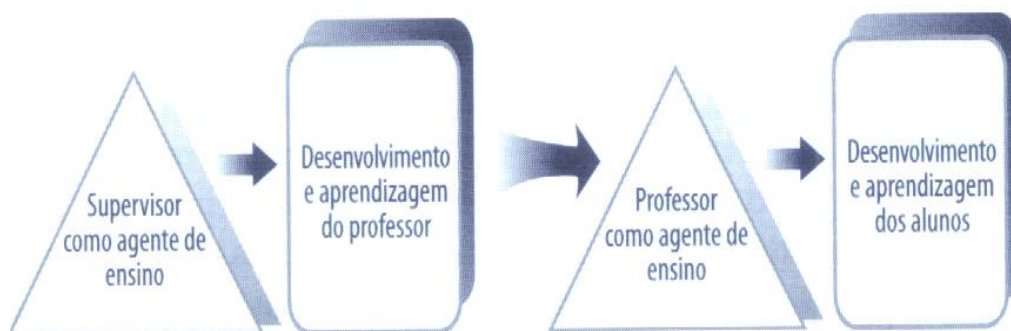 Supervisor
como agente de
ensino
Desenvolvimento
e aprendizagem
do professor
Professor
como agente de
ensino
Desenvolvimento
e aprendizagem
dos alunos